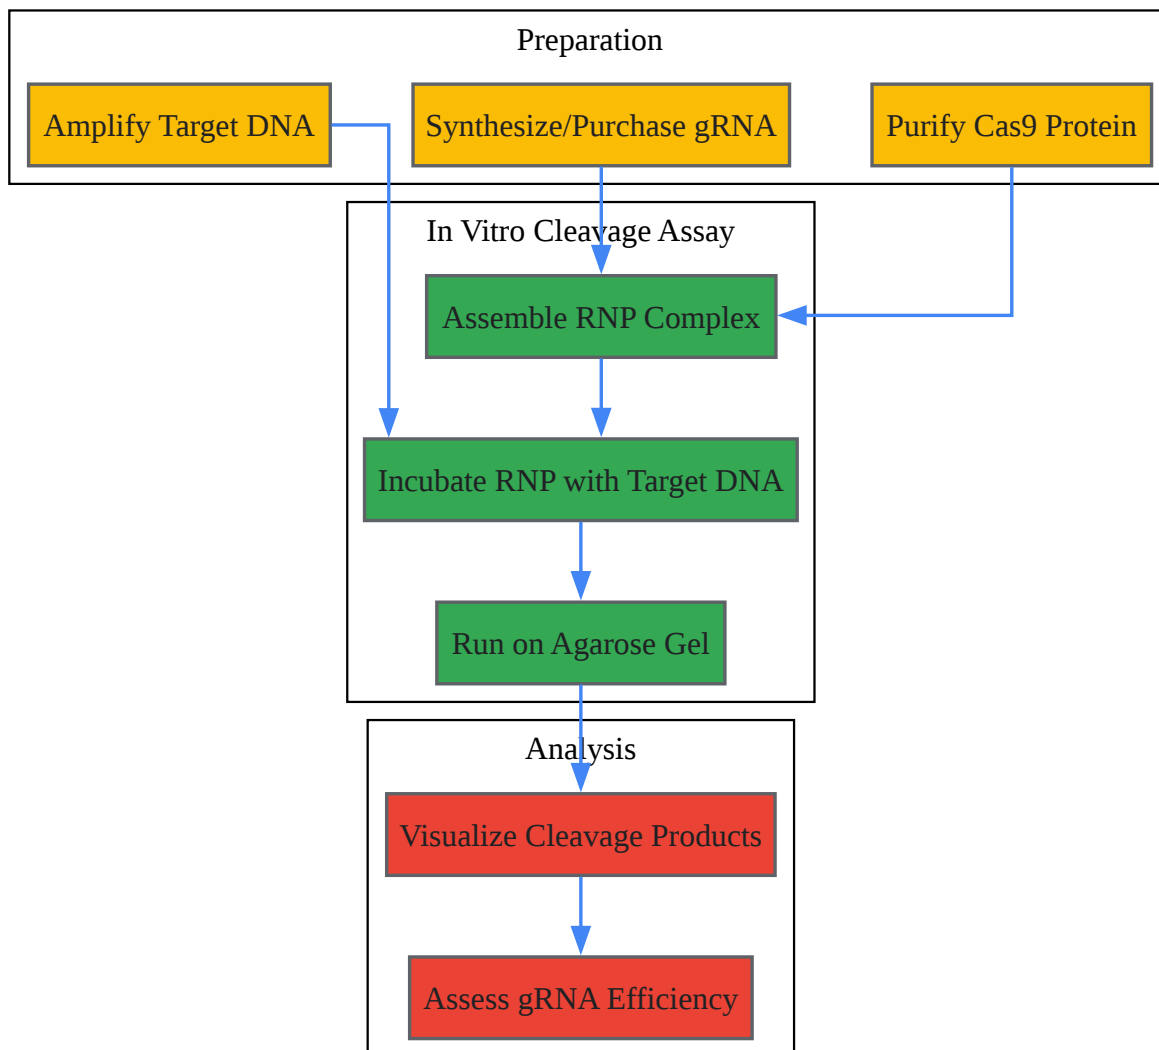 Preparation
Amplify Target DNA
Synthesize/Purchase gRNA
Purify Cas9 Protein
In Vitro Cleavage Assay
Assemble RNP Complex
Incubate RNP with Target DNA
Run on Agarose Gel
Analysis
Visualize Cleavage Products
Assess gRNA Efficiency